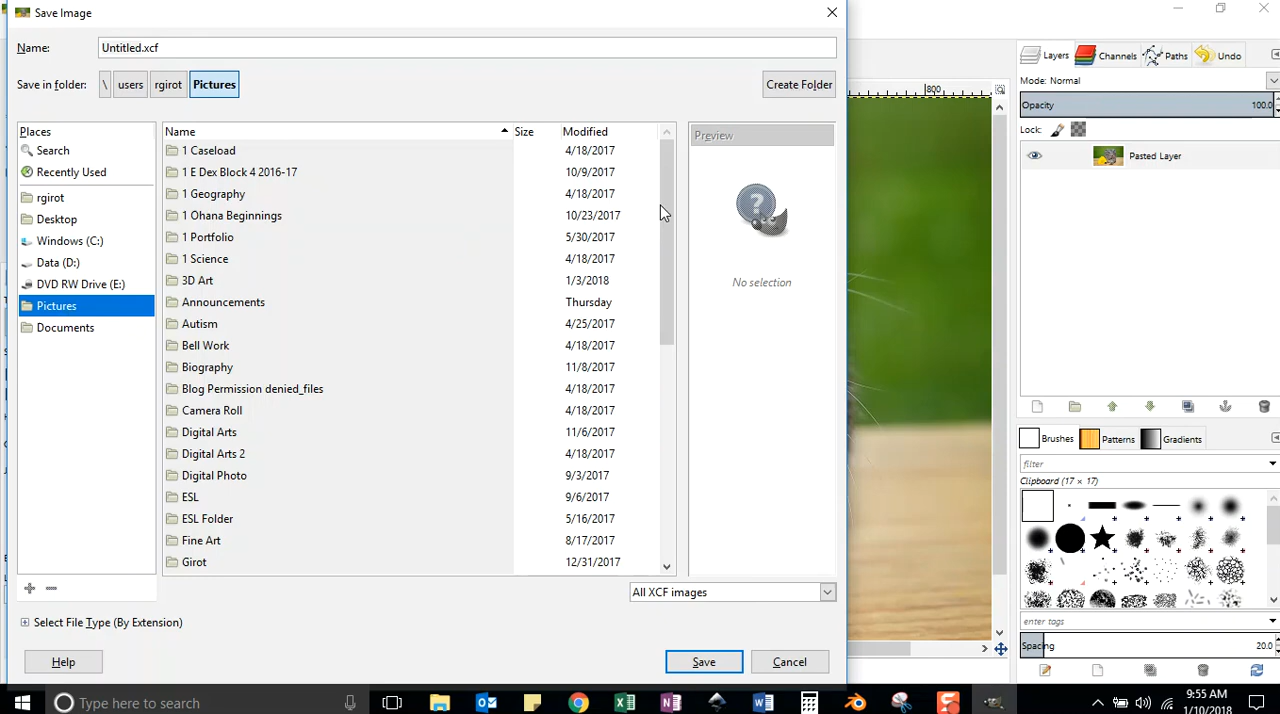 Save Image
Name: Untitled.xcf
Save in folder: \ users rgirot Pictures Create Folder
Places
Search
Recently Used
rgirot
Desktop
Windows (C:)
Data (D:)
DVD RW Drive (E:)
Pictures
Documents
Name Size Modified
1 Caseload 4/18/2017
1 E Dex Block 4 2016-17 10/9/2017
1 Geography 4/18/2017
1 Ohana Beginnings 10/23/2017
1 Portfolio 5/30/2017
1 Science 4/18/2017
3D Art 1/3/2018
Announcements Thursday
Autism 4/25/2017
Bell Work 4/18/2017
Biography 11/8/2017
Blog Permission denied_files 4/18/2017
Camera Roll 4/18/2017
Digital Arts 11/6/2017
Digital Arts 2 4/18/2017
Digital Photo 9/3/2017
ESL 9/6/2017
ESL Folder 5/16/2017
Fine Art 8/17/2017
Girot 12/31/2017
Preview
No selection
All XCF images
Select File Type (By Extension)
Help Save Cancel
800
Layers Channels Paths Undo
Mode: Normal
Opacity 100.0
Lock:
Pasted Layer
Brushes Patterns Gradients
filter
Clipboard (17 × 17)
enter tags
Spacing 20.0
Type here to search
9:55 AM
1/10/2018